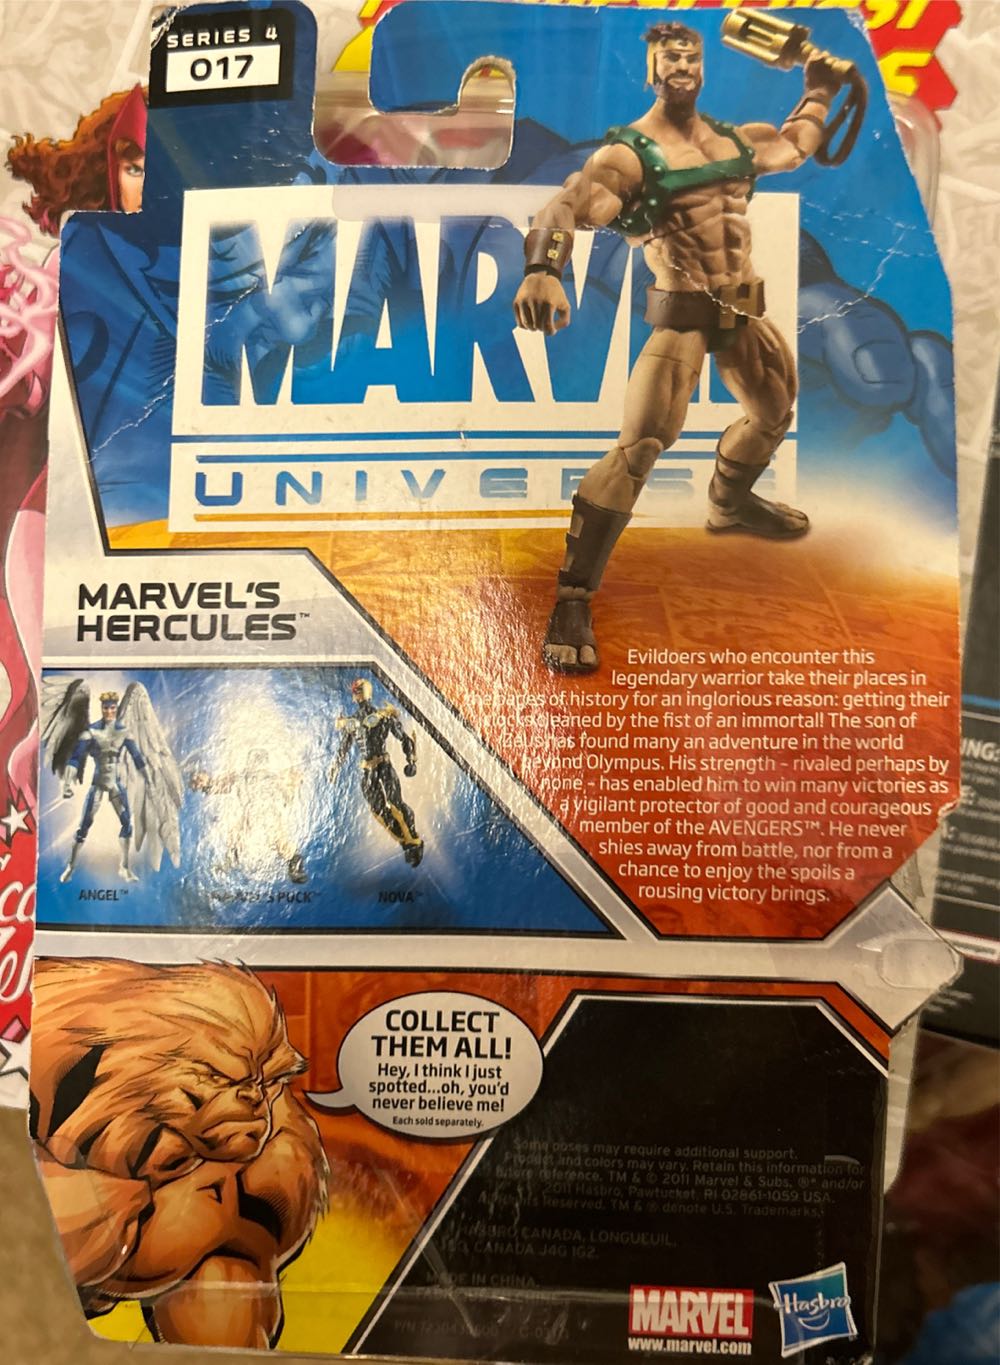 SERIES 4
017
MARVEL
UNIVERSE
MARVEL'S
HERCULES™
Evildoers who encounter this
legendary warrior take their places in
the pages of history for an inglorious reason: getting their
clocks cleaned by the fist of an immortal! The son of
Zeus has found many an adventure in the world
beyond Olympus. His strength - rivaled perhaps by
none - has enabled him to win many victories as
a vigilant protector of good and courageous
member of the AVENGERS™. He never
shies away from battle, nor from a
chance to enjoy the spoils a
rousing victory brings.
ANGEL™
MARVEL'S PUCK™
NOVA™
COLLECT
THEM ALL!
Hey, I think I just
spotted...oh, you'd
never believe me!
Each sold separately.
Some poses may require additional support.
Product and colors may vary. Retain this information for
future reference. TM & © 2011 Marvel & Subs. ®* and/or
2011 Hasbro, Pawtucket, RI 02861-1059 USA.
All Rights Reserved. TM & ® denote U.S. Trademarks.
HASBRO CANADA, LONGUEUIL,
CANADA J4G 1G2.
MADE IN CHINA.
P/N
MARVEL
www.marvel.com
Hasbro